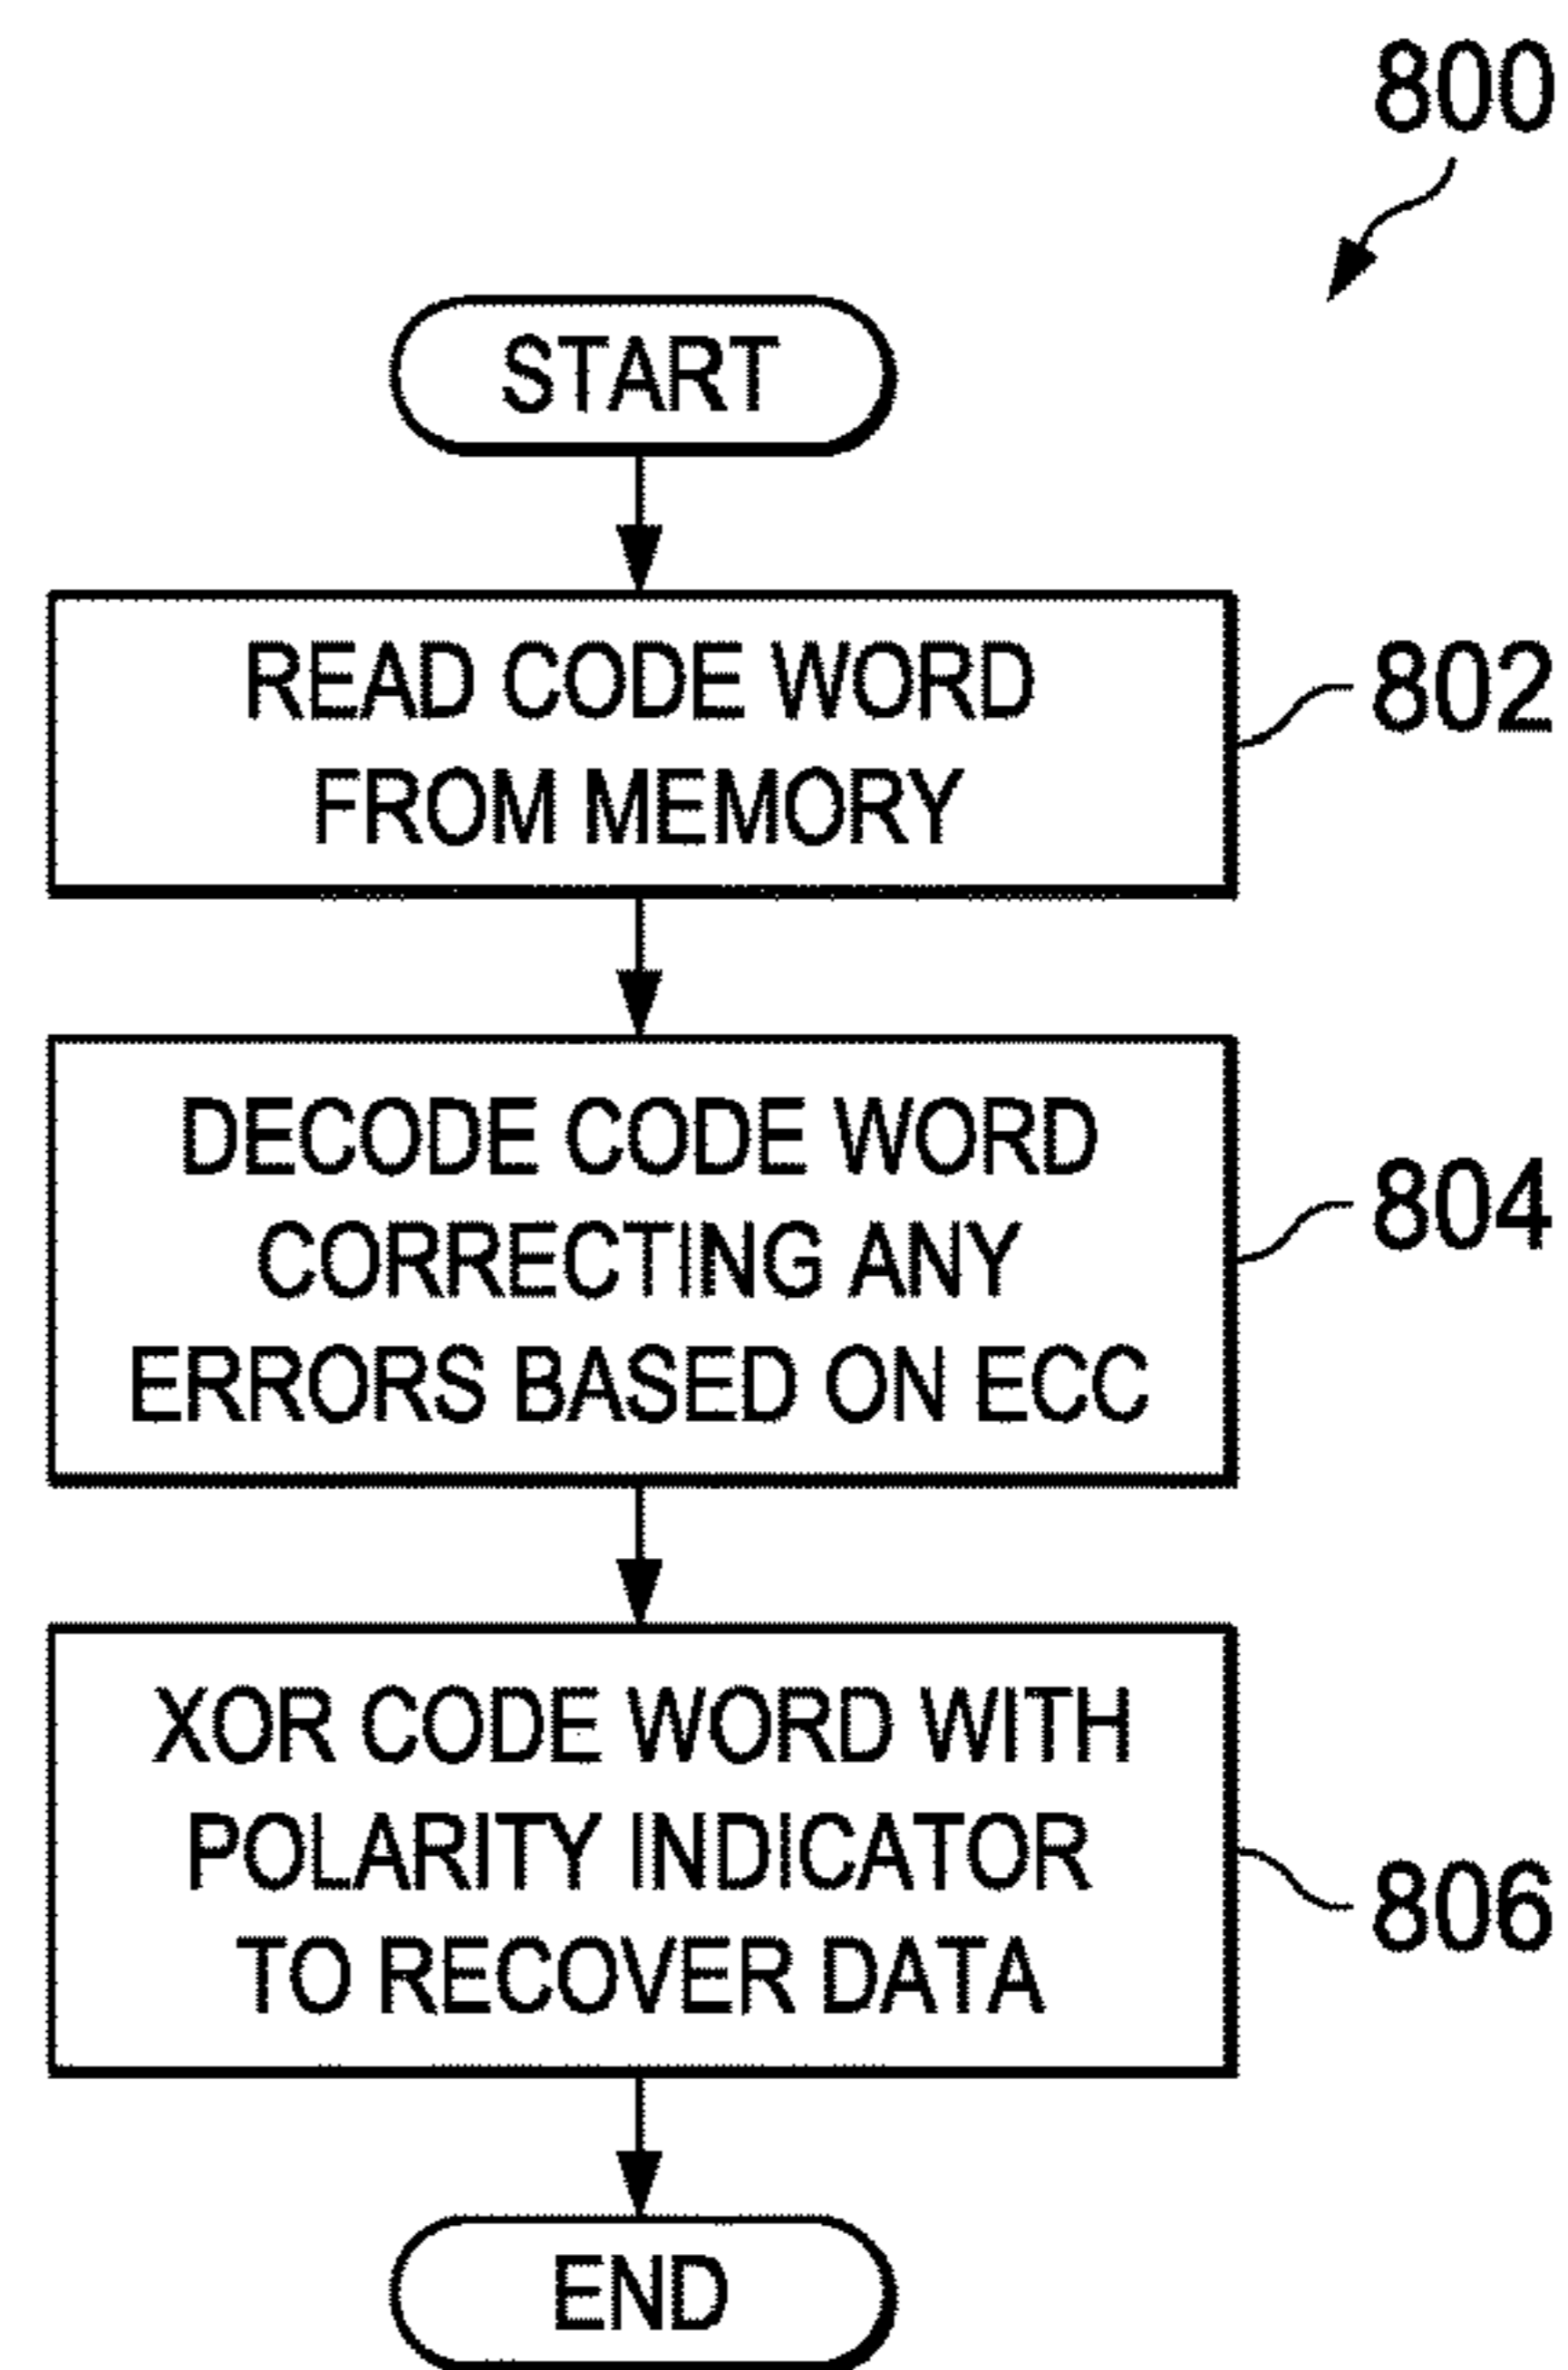 800
START
READ CODE WORD
FROM MEMORY
802
DECODE CODE WORD
CORRECTING ANY
ERRORS BASED ON ECC
804
XOR CODE WORD WITH
POLARITY INDICATOR
TO RECOVER DATA
806
END